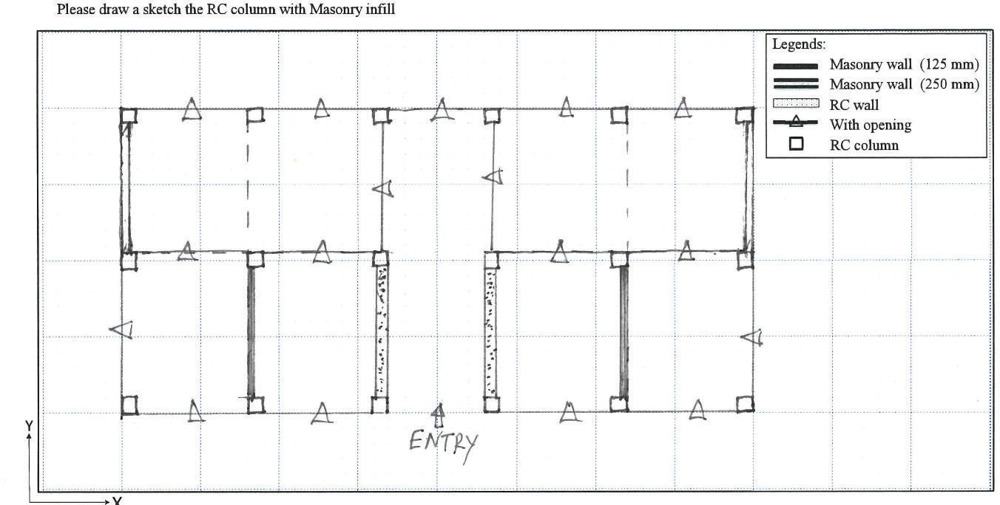 Please draw a sketch the RC column with Masonry infill
Legends:
Masonry wall (125 mm)
Masonry wall (250 mm)
RC wall
With opening
RC column
ENTRY
Y
X